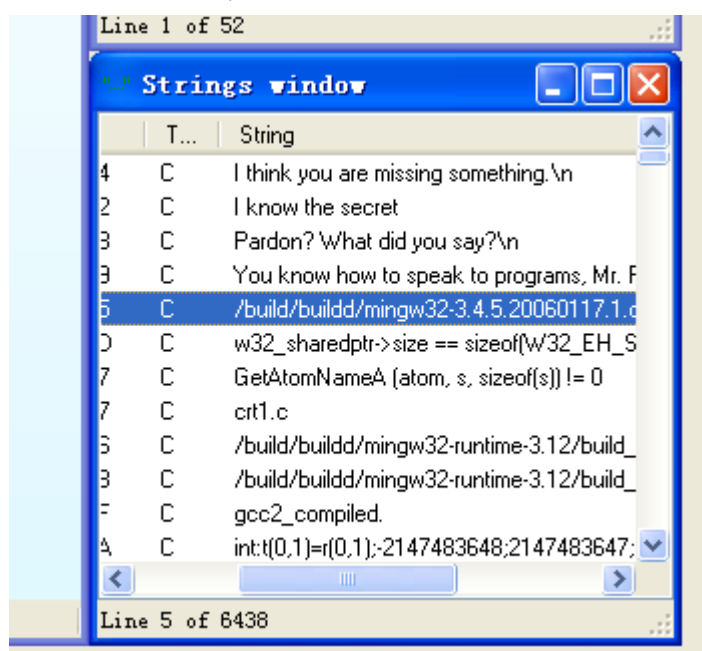 Line 1 of 52
Strings window
T... String
4 C I think you are missing something.\n
2 C I know the secret
3 C Pardon? What did you say?\n
9 C You know how to speak to programs, Mr.
5 C /build/buildd/mingw32-3.4.5.20060117.1.
D C w32_sharedptr->size == sizeof(W32_EH_S
7 C GetAtomNameA (atom, s, sizeof(s)) != 0
7 C crt1.c
C /build/buildd/mingw32-runtime-3.12/build_
C /build/buildd/mingw32-runtime-3.12/build_
F C gcc2_compiled.
A C int:t(0,1)=r(0,1);-2147483648;2147483647;
Line 5 of 6438